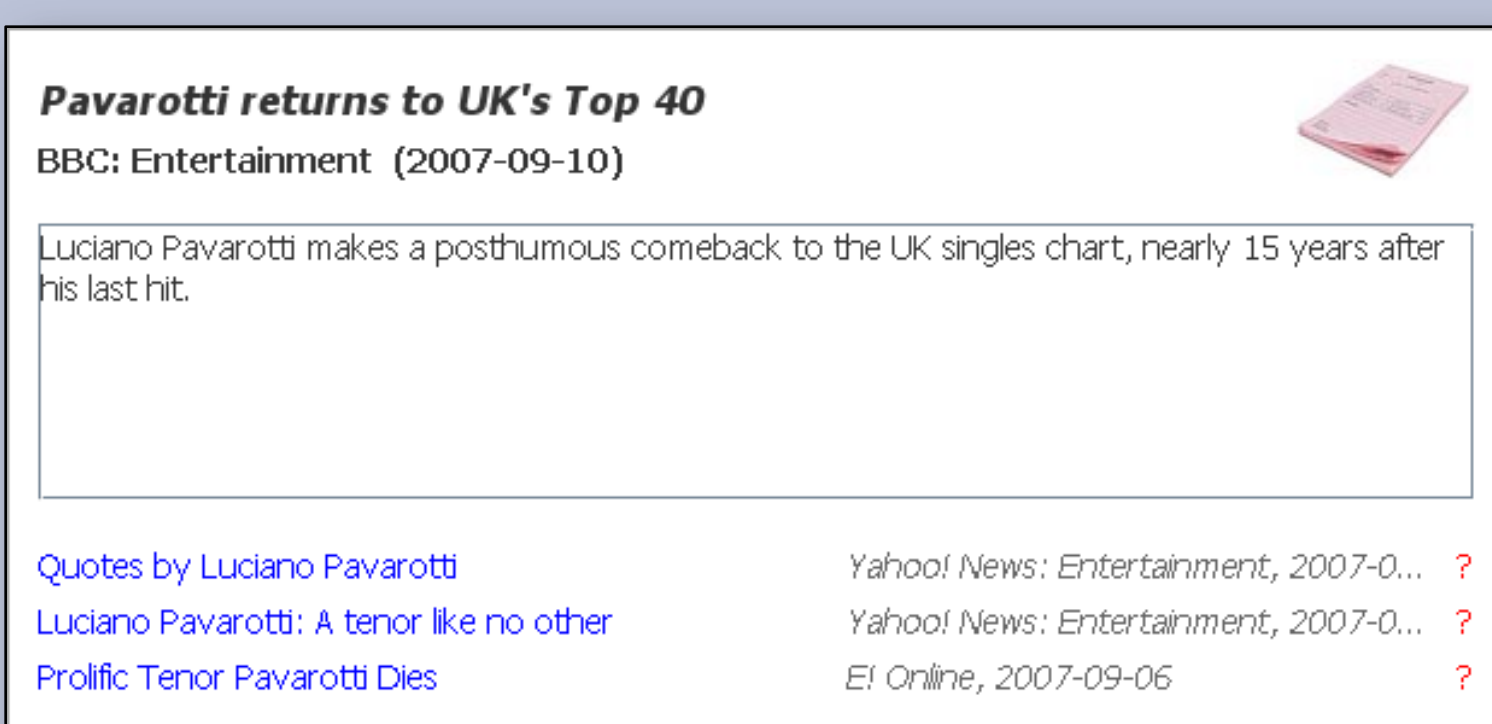 Pavarotti returns to UK's Top 40
BBC: Entertainment (2007-09-10)
Luciano Pavarotti makes a posthumous comeback to the UK singles chart, nearly 15 years after
his last hit.
Quotes by Luciano Pavarotti Yahoo! News: Entertainment, 2007-0... ?
Luciano Pavarotti: A tenor like no other Yahoo! News: Entertainment, 2007-0... ?
Prolific Tenor Pavarotti Dies E! Online, 2007-09-06 ?